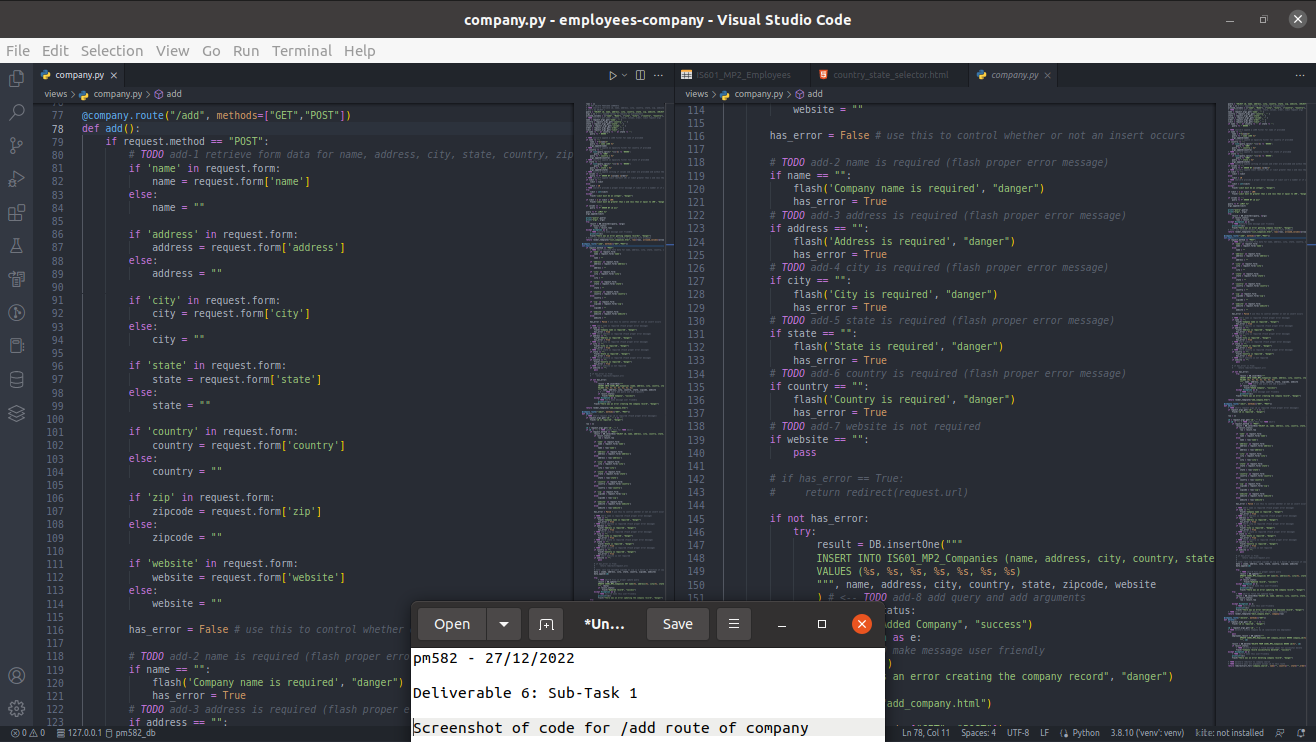 company.py - employees-company - Visual Studio Code
File Edit Selection View Go Run Terminal Help
company.py
views > company.py > add
77 @company.route("/add", methods=["GET","POST"])
78 def add():
79 if request.method == "POST":
80 # TODO add-1 retrieve form data for name, address, city, state, country, zip
81 if 'name' in request.form:
82 name = request.form['name']
83 else:
84 name = ""
85
86 if 'address' in request.form:
87 address = request.form['address']
88 else:
89 address = ""
90
91 if 'city' in request.form:
92 city = request.form['city']
93 else:
94 city = ""
95
96 if 'state' in request.form:
97 state = request.form['state']
98 else:
99 state = ""
100
101 if 'country' in request.form:
102 country = request.form['country']
103 else:
104 country = ""
105
106 if 'zip' in request.form:
107 zipcode = request.form['zip']
108 else:
109 zipcode = ""
110
111 if 'website' in request.form:
112 website = request.form['website']
113 else:
114 website = ""
115
116 has_error = False # use this to control whether
117
118 # TODO add-2 name is required (flash proper erro
119 if name == "":
120 flash('Company name is required', "danger")
121 has_error = True
122 # TODO add-3 address is required (flash proper e
123 if address == "":
IS601_MP2_Employees
country_state_selector.html
company.py
views > company.py > add
114 website = ""
115
116 has_error = False # use this to control whether or not an insert occurs
117
118 # TODO add-2 name is required (flash proper error message)
119 if name == "":
120 flash('Company name is required', "danger")
121 has_error = True
122 # TODO add-3 address is required (flash proper error message)
123 if address == "":
124 flash('Address is required', "danger")
125 has_error = True
126 # TODO add-4 city is required (flash proper error message)
127 if city == "":
128 flash('City is required', "danger")
129 has_error = True
130 # TODO add-5 state is required (flash proper error message)
131 if state == "":
132 flash('State is required', "danger")
133 has_error = True
134 # TODO add-6 country is required (flash proper error message)
135 if country == "":
136 flash('Country is required', "danger")
137 has_error = True
138 # TODO add-7 website is not required
139 if website == "":
140 pass
141
142 # if has_error == True:
143 # return redirect(request.url)
144
145 if not has_error:
146 try:
147 result = DB.insertOne("""
148 INSERT INTO IS601_MP2_Companies (name, address, city, country, state
149 VALUES (%s, %s, %s, %s, %s, %s, %s)
150 """, name, address, city, country, state, zipcode, website
151 ) # <-- TODO add-8 add query and add arguments
tatus:
dded Company", "success")
as e:
make message user friendly
)
an error creating the company record", "danger")
add_company.html")
Open *Un... Save
pm582 - 27/12/2022
Deliverable 6: Sub-Task 1
Screenshot of code for /add route of company
0 0 127.0.0.1 pm582_db
Ln 78, Col 11 Spaces: 4 UTF-8 LF Python 3.8.10 ('venv': venv) kite: not installed